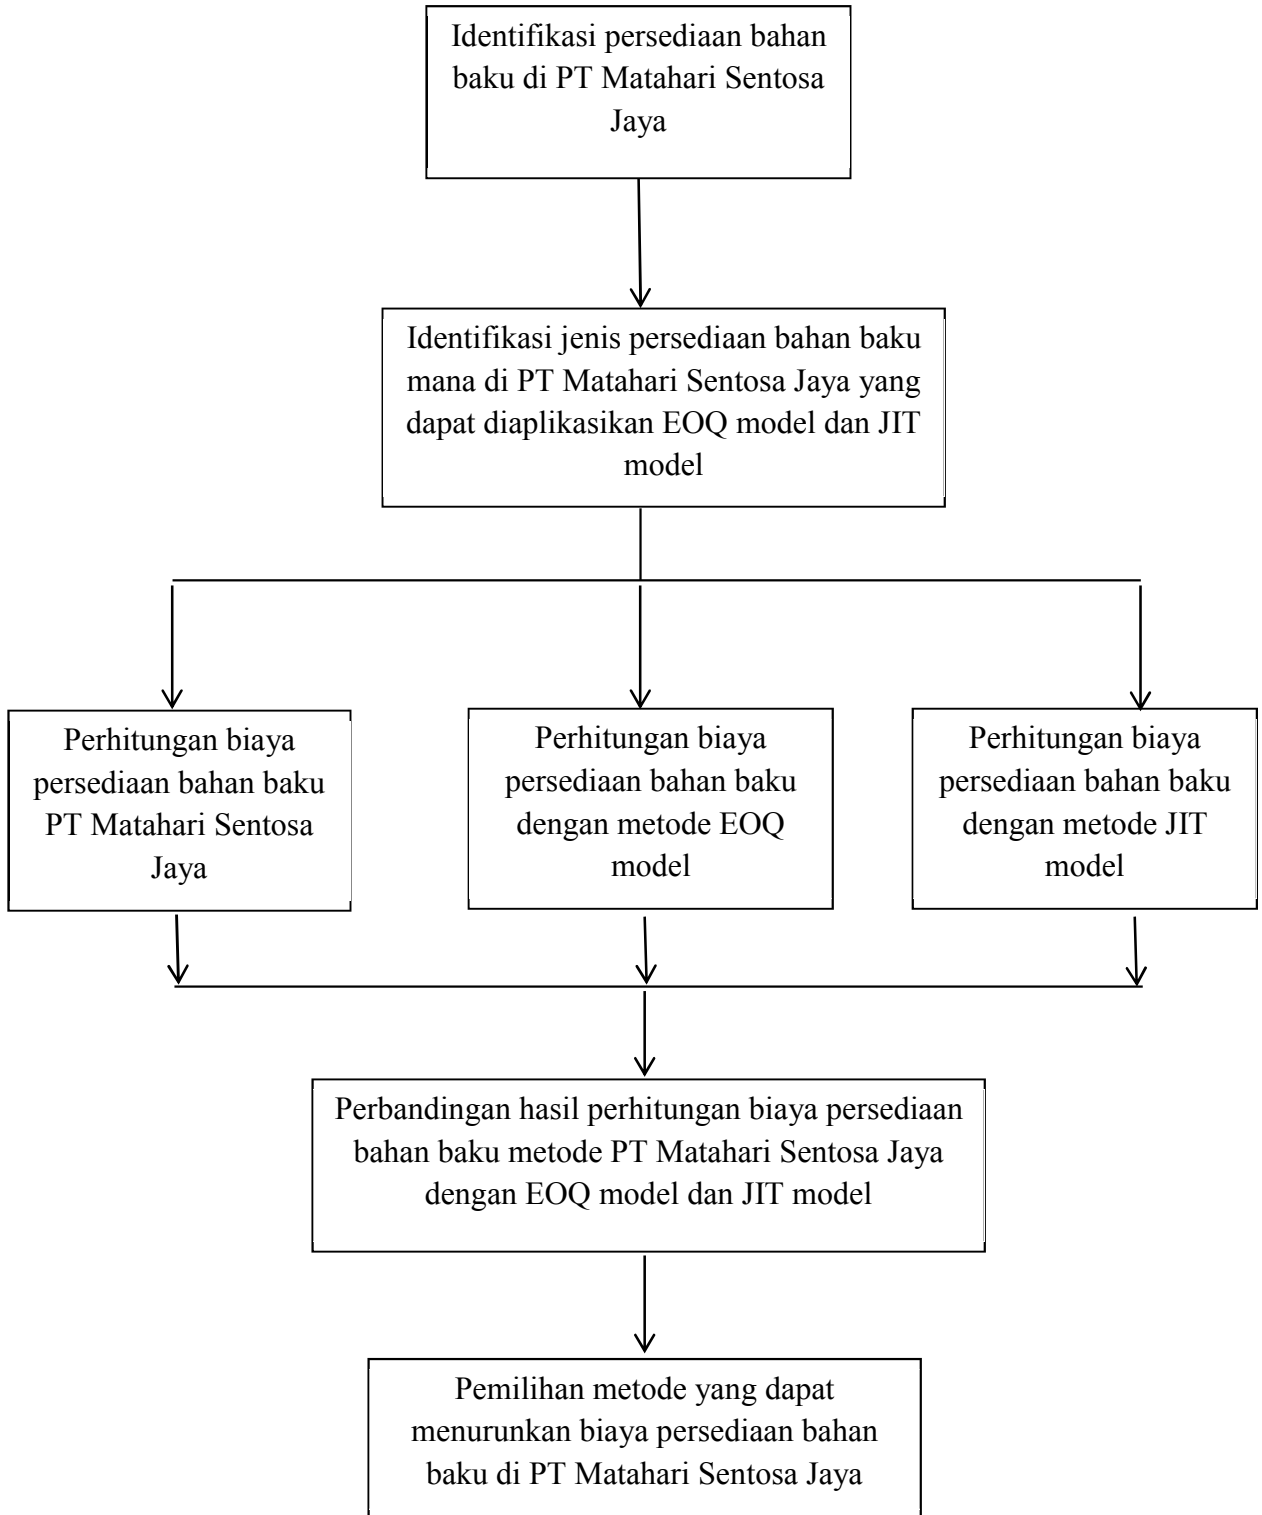 Identifikasi persediaan bahan
baku di PT Matahari Sentosa
Jaya
Identifikasi jenis persediaan bahan baku
mana di PT Matahari Sentosa Jaya yang
dapat diaplikasikan EOQ model dan JIT
model
Perhitungan biaya
persediaan bahan baku
PT Matahari Sentosa
Jaya
Perhitungan biaya
persediaan bahan baku
dengan metode EOQ
model
Perhitungan biaya
persediaan bahan baku
dengan metode JIT
model
Perbandingan hasil perhitungan biaya persediaan
bahan baku metode PT Matahari Sentosa Jaya
dengan EOQ model dan JIT model
Pemilihan metode yang dapat
menurunkan biaya persediaan bahan
baku di PT Matahari Sentosa Jaya